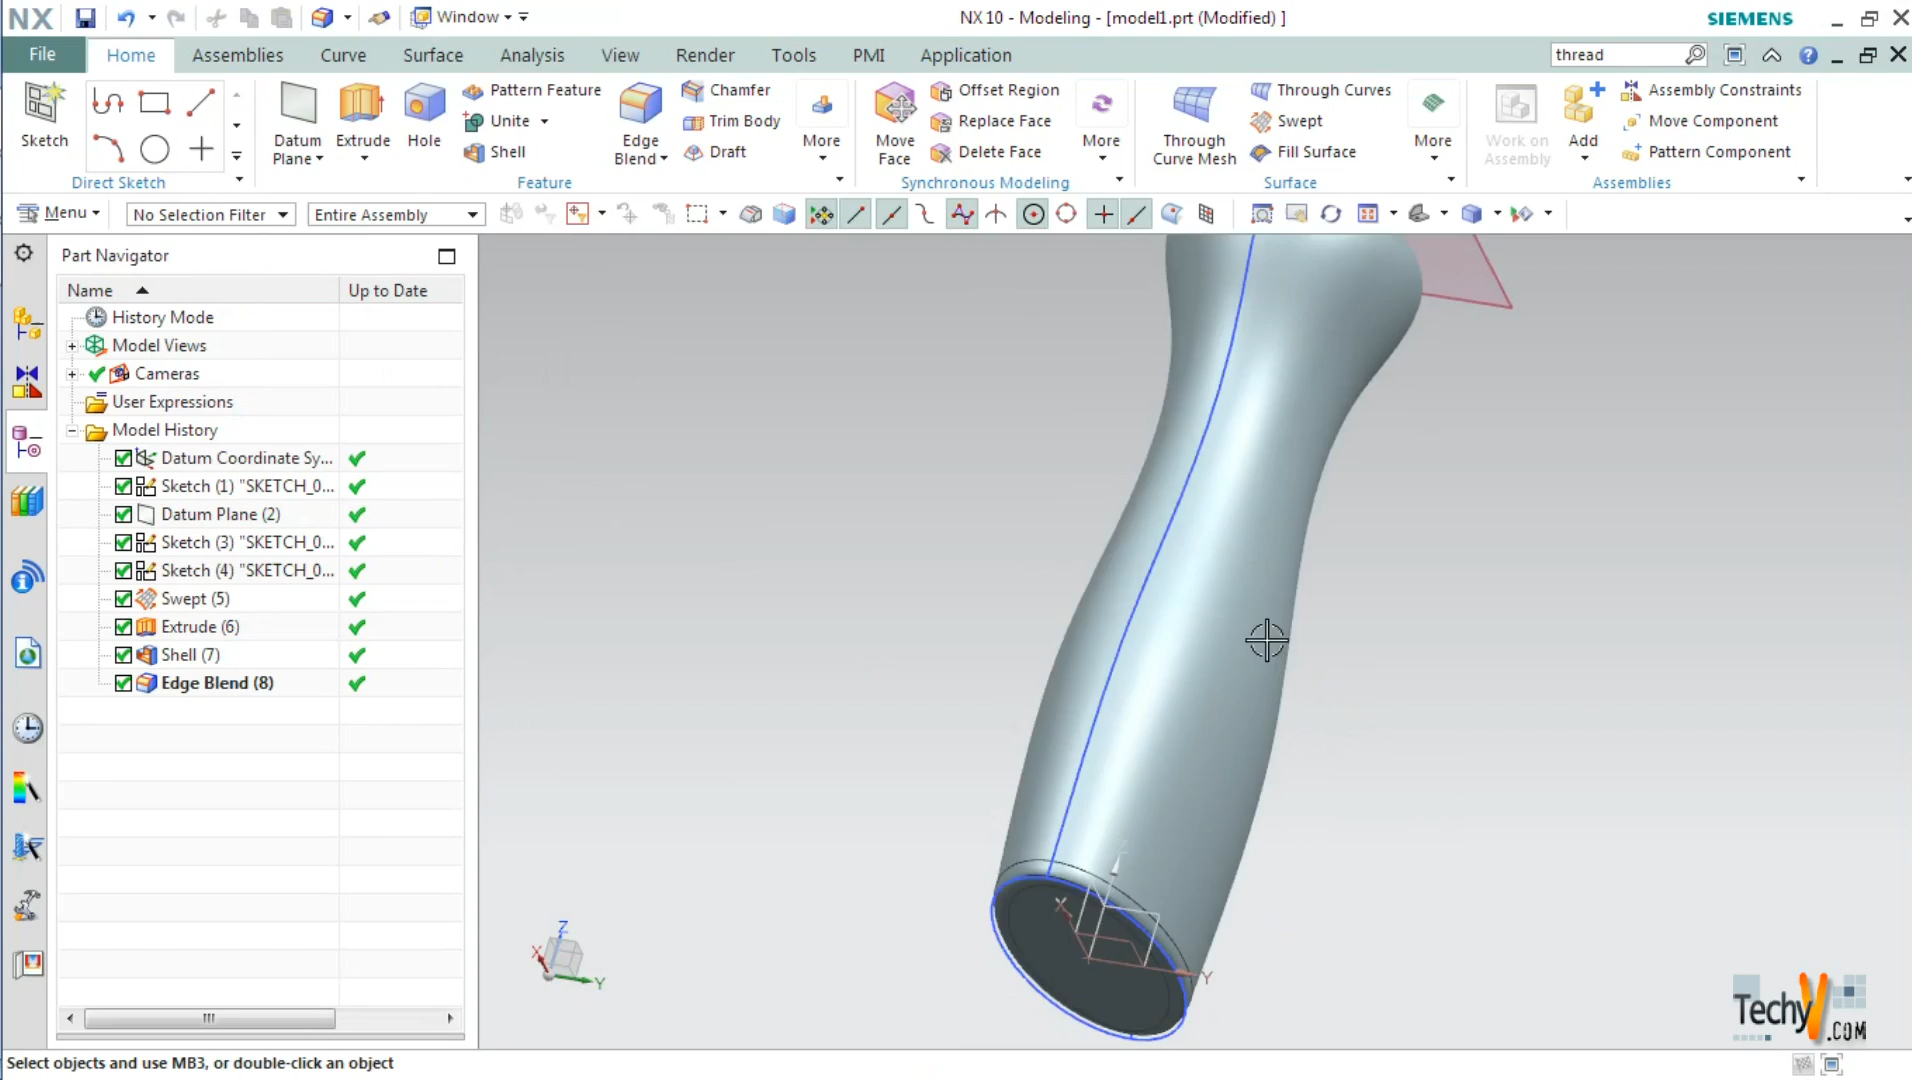 NX
Window
NX 10 - Modeling - [model1.prt (Modified) ]
SIEMENS
File
Home
Assemblies
Curve
Surface
Analysis
View
Render
Tools
PMI
Application
thread
Sketch
Datum
Plane
Extrude
Hole
Pattern Feature
Unite
Shell
Edge
Blend
Chamfer
Trim Body
Draft
More
Move
Face
Offset Region
Replace Face
Delete Face
More
Through
Curve Mesh
Through Curves
Swept
Fill Surface
More
Work on
Assembly
Add
Assembly Constraints
Move Component
Pattern Component
Direct Sketch
Feature
Synchronous Modeling
Surface
Assemblies
Menu
No Selection Filter
Entire Assembly
Part Navigator
Name
Up to Date
History Mode
Model Views
Cameras
User Expressions
Model History
Datum Coordinate Sy...
Sketch (1) "SKETCH_0...
Datum Plane (2)
Sketch (3) "SKETCH_0...
Sketch (4) "SKETCH_0...
Swept (5)
Extrude (6)
Shell (7)
Edge Blend (8)
Z
X
Y
Z
X
Y
TechyV
.COM
Select objects and use MB3, or double-click an object